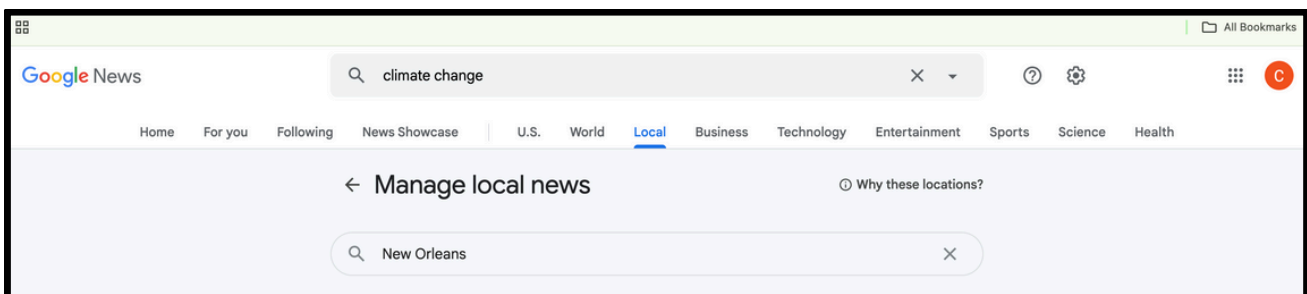 All Bookmarks
Google News
climate change
C
Home For you Following News Showcase U.S. World Local Business Technology Entertainment Sports Science Health
Manage local news
Why these locations?
New Orleans